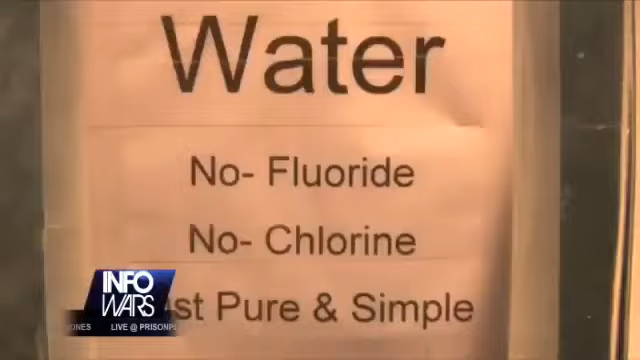 Water
No- Fluoride
No- Chlorine
Pure & Simple
INFO
WARS
LIVE @